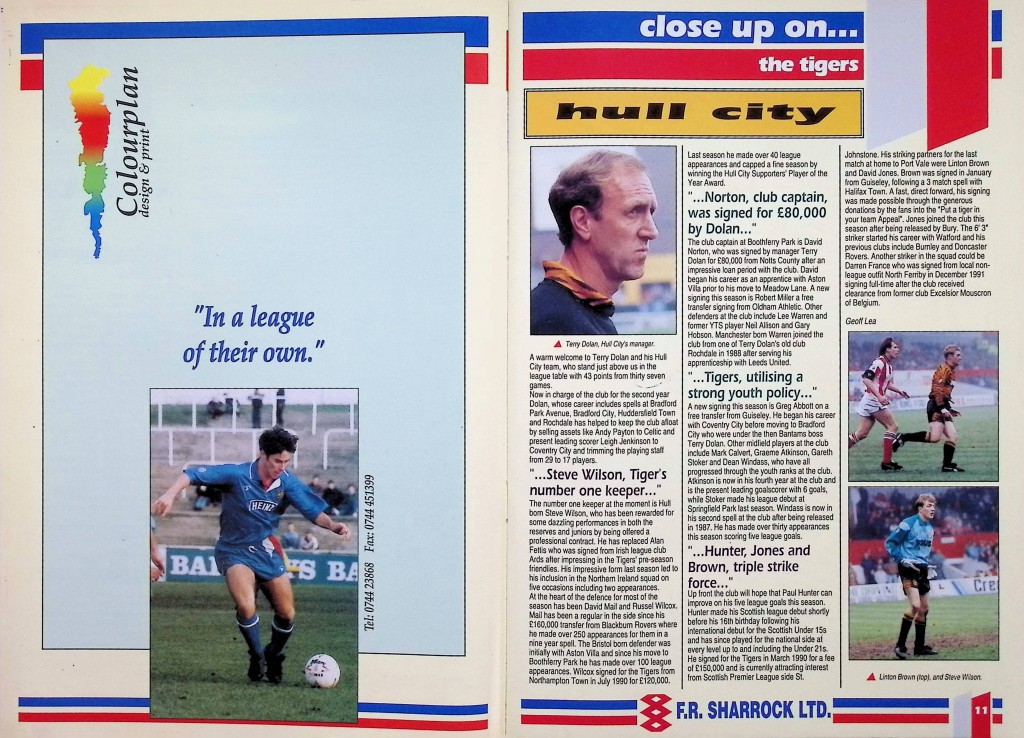 Colourplan
design & print
"In a league
of their own."
HEINZ
BA
YS BA
Tel: 0744 23868 Fax: 0744 451399
close up on...
the tigers
hull city
Terry Dolan, Hull City's manager.
A warm welcome to Terry Dolan and his Hull
City team, who stand just above us in the
league table with 43 points from thirty seven
games.
Now in charge of the club for the second year
Dolan, whose career includes spells at Bradford
Park Avenue, Bradford City, Huddersfield Town
and Rochdale has helped to keep the club afloat
by selling assets like Andy Payton to Celtic and
present leading scorer Leigh Jenkinson to
Coventry City and trimming the playing staff
from 29 to 17 players.
"...Steve Wilson, Tiger's
number one keeper..."
The number one keeper at the moment is Hull
born Steve Wilson, who has been rewarded for
some dazzling performances in both the
reserves and juniors by being offered a
professional contract. He has replaced Alan
Fettis who was signed from Irish league club
Ards after impressing in the Tigers' pre-season
friendlies. His impressive form last season led to
his inclusion in the Northern Ireland squad on
five occasions including two appearances.
At the heart of the defence for most of the
season has been David Mail and Russel Wilcox.
Mail has been a regular in the side since his
£160,000 transfer from Blackburn Rovers where
he made over 250 appearances for them in a
nine year spell. The Bristol born defender was
initially with Aston Villa and since his move to
Boothferry Park he has made over 100 league
appearances. Wilcox signed for the Tigers from
Northampton Town in July 1990 for £120,000.
Last season he made over 40 league
appearances and capped a fine season by
winning the Hull City Supporters' Player of the
Year Award.
"...Norton, club captain,
was signed for £80,000
by Dolan..."
The club captain at Boothferry Park is David
Norton, who was signed by manager Terry
Dolan for £80,000 from Notts County after an
impressive loan period with the club. David
began his career as an apprentice with Aston
Villa prior to his move to Meadow Lane. A new
signing this season is Robert Miller a free
transfer signing from Oldham Athletic. Other
defenders at the club include Lee Warren and
former YTS player Neil Allison and Gary
Hobson. Manchester born Warren joined the
club from one of Terry Dolan's old club
Rochdale in 1988 after serving his
apprenticeship with Leeds United.
"...Tigers, utilising a
strong youth policy..."
A new signing this season is Greg Abbott on a
free transfer from Guiseley. He began his career
with Coventry City before moving to Bradford
City who were under the then Bantams boss
Terry Dolan. Other midfield players at the club
include Mark Calvert, Graeme Atkinson, Gareth
Stoker and Dean Windass, who have all
progressed through the youth ranks at the club.
Atkinson is now in his fourth year at the club and
is the present leading goalscorer with 6 goals,
while Stoker made his league debut at
Springfield Park last season. Windass is now in
his second spell at the club after being released
in 1987. He has made over thirty appearances
this season scoring five league goals.
"...Hunter, Jones and
Brown, triple strike
force..."
Up front the club will hope that Paul Hunter can
improve on his five league goals this season.
Hunter made his Scottish league debut shortly
before his 16th birthday following his
international debut for the Scottish Under 15s
and has since played for the national side at
every level up to and including the Under 21s.
He signed for the Tigers in March 1990 for a fee
of £150,000 and is currently attracting interest
from Scottish Premier League side St.
Johnstone. His striking partners for the last
match at home to Port Vale were Linton Brown
and David Jones. Brown was signed in January
from Guiseley, following a 3 match spell with
Halifax Town. A fast, direct forward, his signing
was made possible through the generous
donations by the fans into the "Put a tiger in
your team Appeal". Jones joined the club this
season after being released by Bury. The 6' 3"
striker started his career with Watford and his
previous clubs include Burnley and Doncaster
Rovers. Another striker in the squad could be
Darren France who was signed from local non-
league outfit North Ferriby in December 1991
signing full-time after the club received
clearance from former club Excelsior Mouscron
of Belgium.
Geoff Lea
Cre
Linton Brown (top), and Steve Wilson.
F.R. SHARROCK LTD.
11